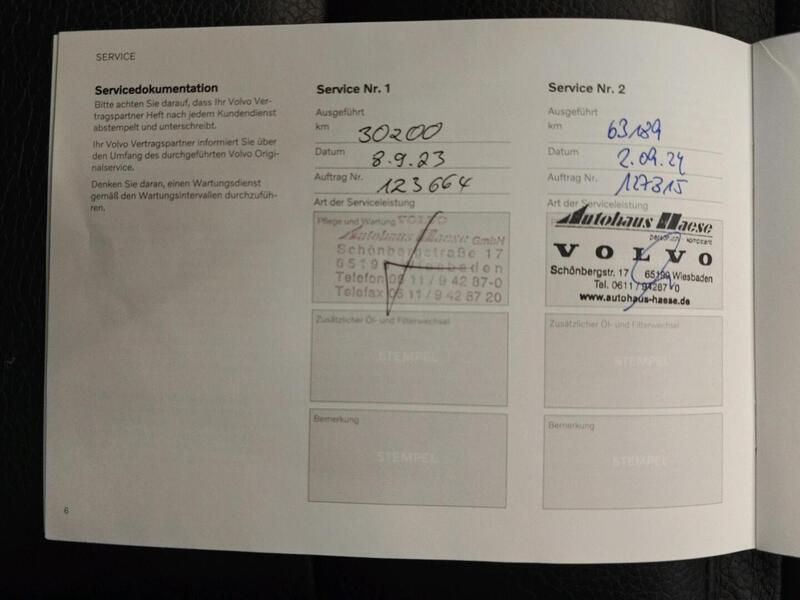 SERVICE
Servicedokumentation
Bitte achten Sie darauf, dass Ihr Volvo Ver-
tragspartner Heft nach jedem Kundendienst
abstempelt und unterschreibt.
Ihr Volvo Vertragspartner informiert Sie über
den Umfang des durchgeführten Volvo Origi-
nalservice.
Denken Sie daran, einen Wartungsdienst
gemäß den Wartungsintervallen durchzufüh-
ren.
Service Nr. 1
Ausgeführt
km 30200
Datum 8.9.23
Auftrag Nr. 123664
Art der Serviceleistung
Pflege und Wartung VOLVO
Autohaus Haese GmbH
Schönbergstraße 17
65199 Wiesbaden
Telefon 06 11 / 9 42 87-0
Telefax 06 11 / 9 42 87 20
Zusätzlicher Öl- und Filterwechsel
STEMPEL
Bemerkung
STEMPEL
Service Nr. 2
Ausgeführt
km 63189
Datum 2.09.24
Auftrag Nr. 127315
Art der Serviceleistung
Autohaus Haese
VOLVO
Schönbergstr. 17 65199 Wiesbaden
Tel. 0611 / 94287 0
www.autohaus-haese.de
Zusätzlicher Öl- und Filterwechsel
STEMPEL
Bemerkung
STEMPEL
6